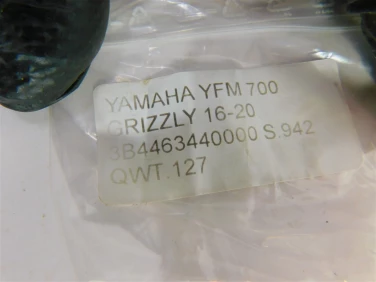 YAMAHA YFM 700
GRIZZLY 16-20
3B4463440000 S.942
QWT.127